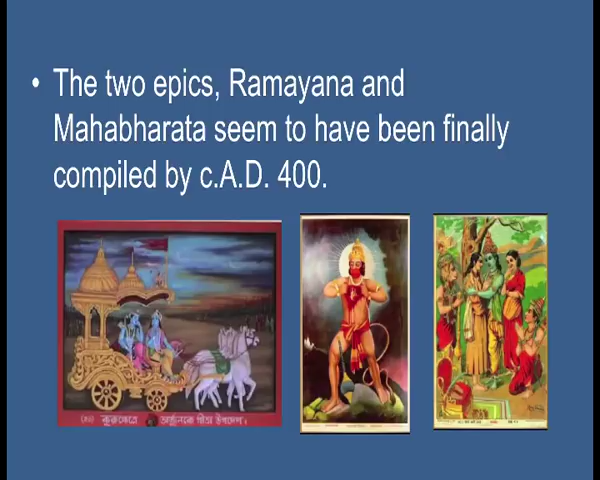 • The two epics, Ramayana and
Mahabharata seem to have been finally
compiled by c.A.D. 400.
কুরুক্ষেত্রে